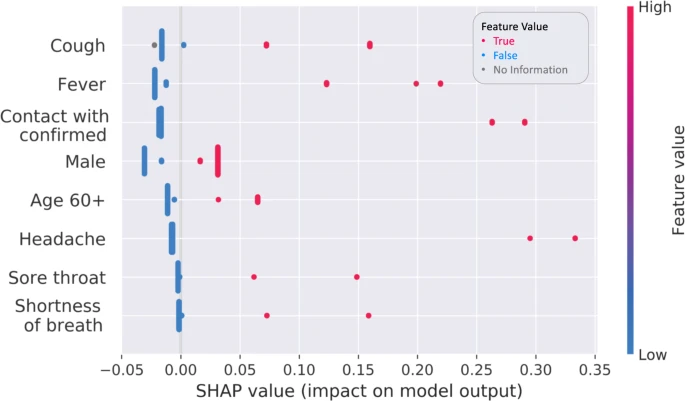 High
Feature Value
True
False
No Information
Cough
Fever
Contact with
confirmed
Male
Age 60+
Headache
Sore throat
Shortness
of breath
Feature value
Low
−0.05 0.00 0.05 0.10 0.15 0.20 0.25 0.30 0.35
SHAP value (impact on model output)